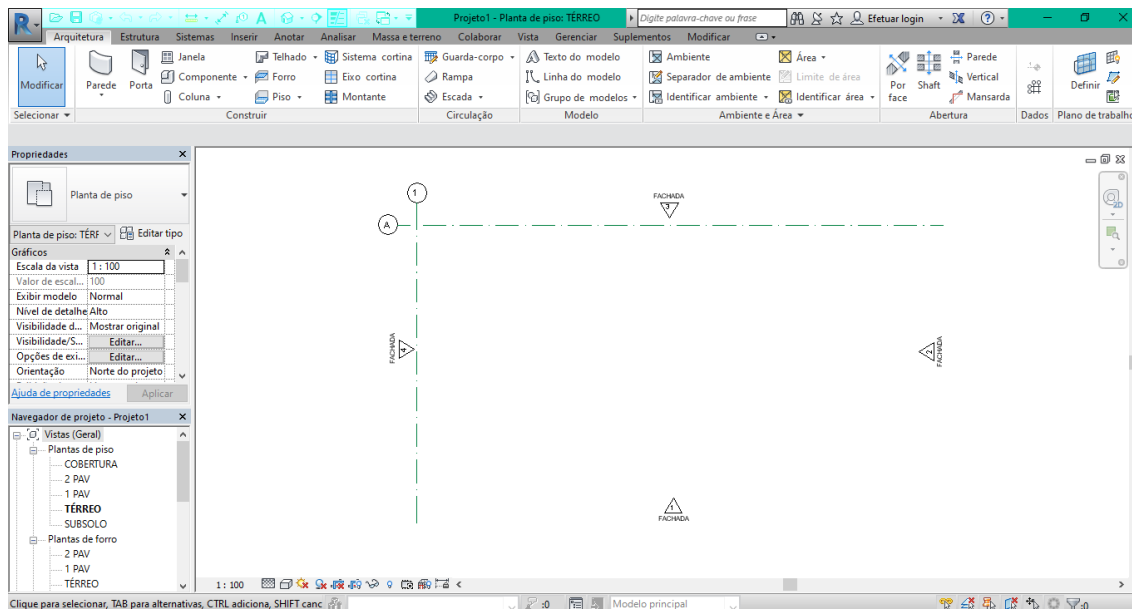 Projeto1 - Planta de piso: TÉRREO
Digite palavra-chave ou frase
Efetuar login
Arquitetura Estrutura Sistemas Inserir Anotar Analisar Massa e terreno Colaborar Vista Gerenciar Suplementos Modificar
Modificar
Parede
Porta
Janela
Componente
Coluna
Telhado
Forro
Piso
Sistema cortina
Eixo cortina
Montante
Guarda-corpo
Rampa
Escada
Texto do modelo
Linha do modelo
Grupo de modelos
Ambiente
Separador de ambiente
Identificar ambiente
Área
Limite de área
Identificar área
Por face
Shaft
Parede
Vertical
Mansarda
Definir
Selecionar Construir Circulação Modelo Ambiente e Área Abertura Dados Plano de trabalho
Propriedades
Planta de piso
Planta de piso: TÉRF Editar tipo
Gráficos
Escala da vista 1 : 100
Valor de escal... 100
Exibir modelo Normal
Nível de detalhe Alto
Visibilidade d... Mostrar original
Visibilidade/S... Editar...
Opções de exi... Editar...
Orientação Norte do projeto
Ajuda de propriedades Aplicar
Navegador de projeto - Projeto1
Vistas (Geral)
Plantas de piso
COBERTURA
2 PAV
1 PAV
TÉRREO
SUBSOLO
Plantas de forro
2 PAV
1 PAV
TÉRREO
1
A
FACHADA
3
FACHADA
4
2
FACHADA
1
FACHADA
2D
1 : 100
Clique para selecionar, TAB para alternativas, CTRL adiciona, SHIFT canc
:0
Modelo principal
:0